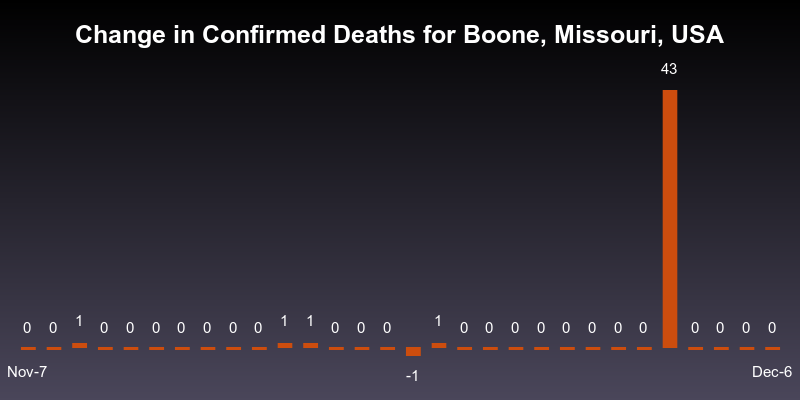 Change in Confirmed Deaths for Boone, Missouri, USA
43
0 0 1 0 0 0 0 0 0 0 1 1 0 0 0 1 0 0 0 0 0 0 0 0 0 0 0 0
Nov-7 -1 Dec-6